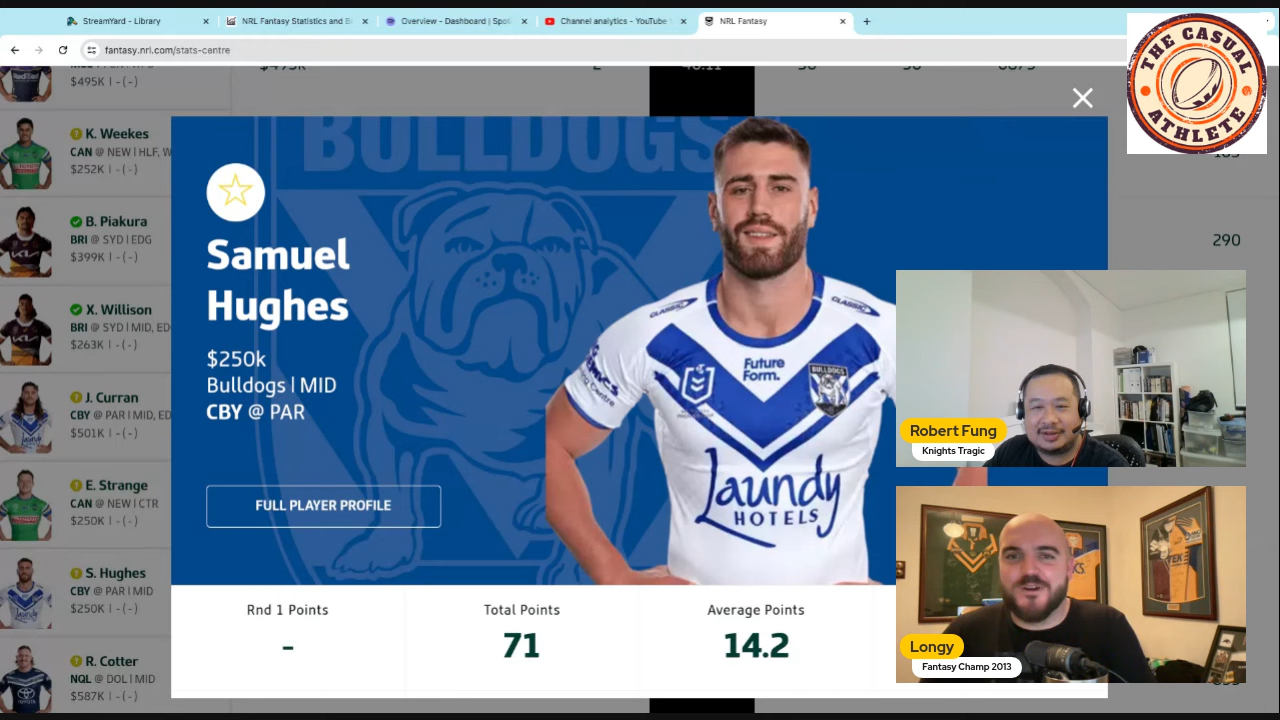 StreamYard - Library
NRL Fantasy Statistics and B
Overview - Dashboard | Spot
Channel analytics - YouTube
NRL Fantasy
fantasy.nrl.com/stats-centre
$495K | - ( - )
K. Weekes
CAN @ NEW | HLF, W
$252K | - ( - )
B. Piakura
BRI @ SYD | EDG
$399K | - ( - )
290
X. Willison
BRI @ SYD | MID, ED
$263K | - ( - )
J. Curran
CBY @ PAR | MID, ED
$501K | - ( - )
E. Strange
CAN @ NEW | CTR
$250K | - ( - )
S. Hughes
CBY @ PAR | MID
$250K | - ( - )
R. Cotter
NQL @ DOL | MID
$587K | - ( - )
BULLDOGS
Samuel
Hughes
$250k
Bulldogs | MID
CBY @ PAR
FULL PLAYER PROFILE
CLASSIC
CLASSIC
Future
Form.
BULLDOGS
Laundy
HOTELS
Rnd 1 Points
-
Total Points
71
Average Points
14.2
THE CASUAL
ATHLETE
Robert Fung
Knights Tragic
Longy
Fantasy Champ 2013